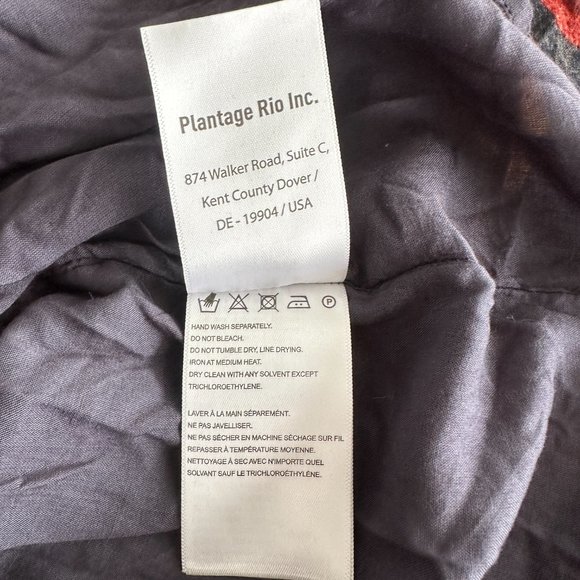 Plantage Rio Inc.
874 Walker Road, Suite C,
Kent County Dover /
DE - 19904 / USA
P
HAND WASH SEPARATELY.
DO NOT BLEACH.
DO NOT TUMBLE DRY, LINE DRYING.
IRON AT MEDIUM HEAT.
DRY CLEAN WITH ANY SOLVENT EXCEPT
TRICHLOROETHYLENE.
LAVER À LA MAIN SÉPARÉMENT.
NE PAS JAVELLISER.
NE PAS SÉCHER EN MACHINE SÉCHAGE SUR FIL
REPASSER À TEMPÉRATURE MOYENNE.
NETTOYAGE À SEC AVEC N'IMPORTE QUEL
SOLVANT SAUF LE TRICHLOROÉTHYLÈNE.